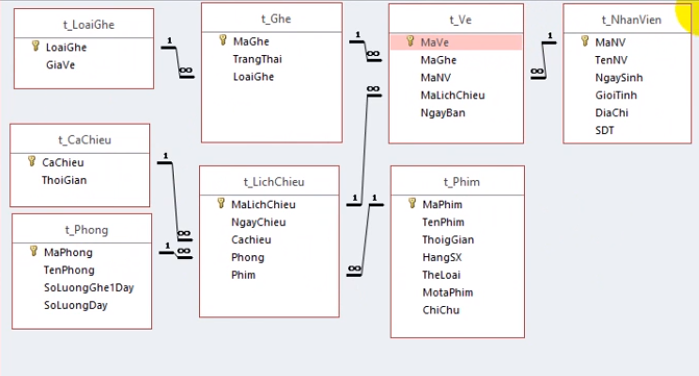 t_LoaiGhe
LoaiGhe
GiaVe
t_Ghe
MaGhe
TrangThai
LoaiGhe
t_Ve
MaVe
MaGhe
MaNV
MaLichChieu
NgayBan
t_NhanVien
MaNV
TenNV
NgaySinh
GioiTinh
DiaChi
SDT
1
∞
1
∞
∞
1
∞
t_CaChieu
CaChieu
ThoiGian
t_Phong
MaPhong
TenPhong
SoLuongGhe1Day
SoLuongDay
t_LichChieu
MaLichChieu
NgayChieu
Cachieu
Phong
Phim
t_Phim
MaPhim
TenPhim
ThoigGian
HangSX
TheLoai
MotaPhim
ChiChu
1
∞
1
∞
1
1
∞